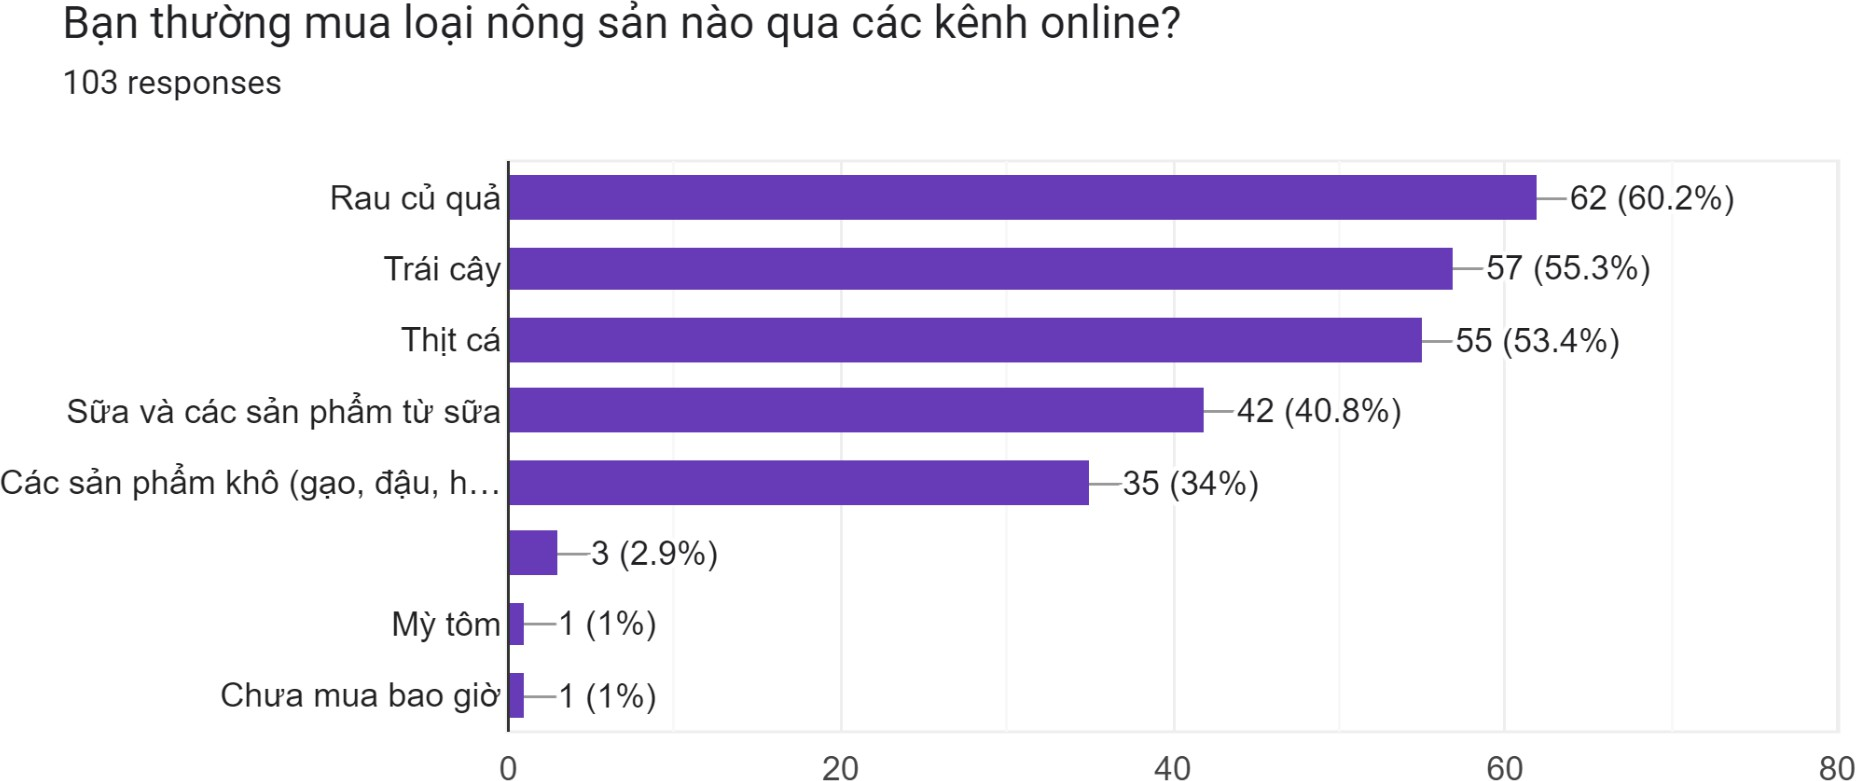 Bạn thường mua loại nông sản nào qua các kênh online?
103 responses
Rau củ quả 62 (60.2%)
Trái cây 57 (55.3%)
Thịt cá 55 (53.4%)
Sữa và các sản phẩm từ sữa 42 (40.8%)
Các sản phẩm khô (gạo, đậu, h… 35 (34%)
3 (2.9%)
Mỳ tôm 1 (1%)
Chưa mua bao giờ 1 (1%)
0 20 40 60 80